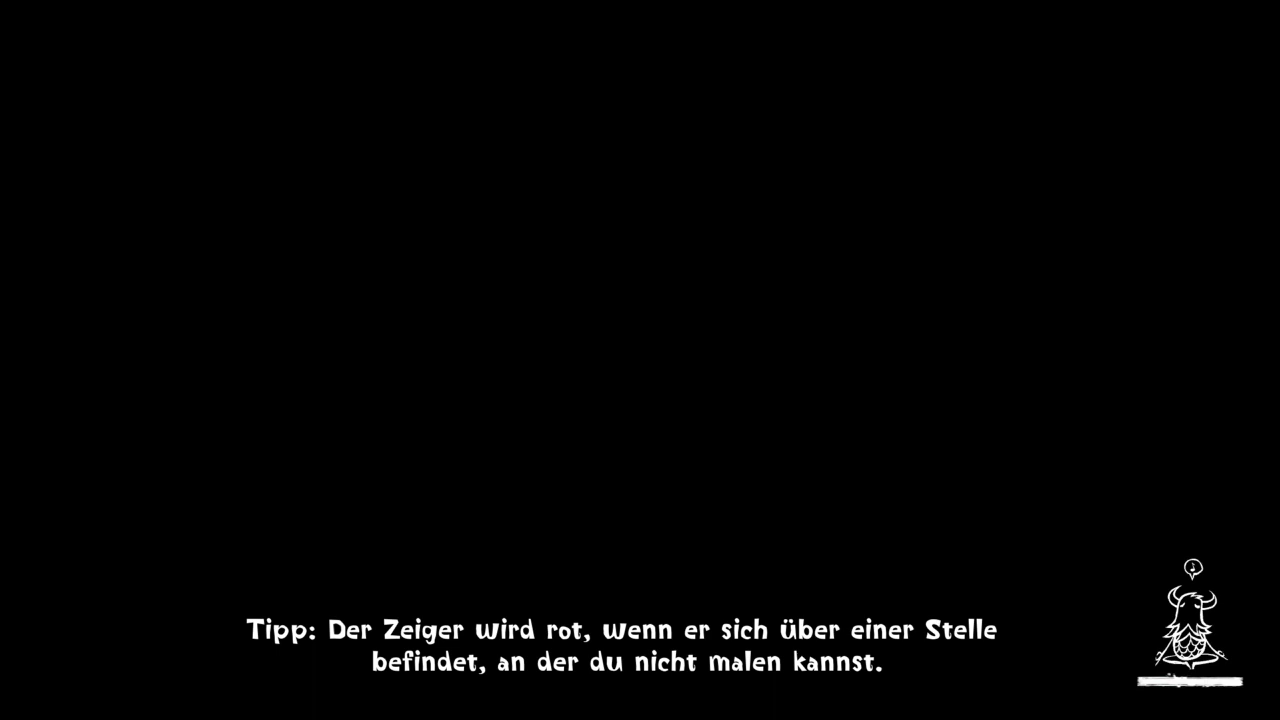 Tipp: Der Zeiger wird rot, wenn er sich über einer Stelle
befindet, an der du nicht malen kannst.